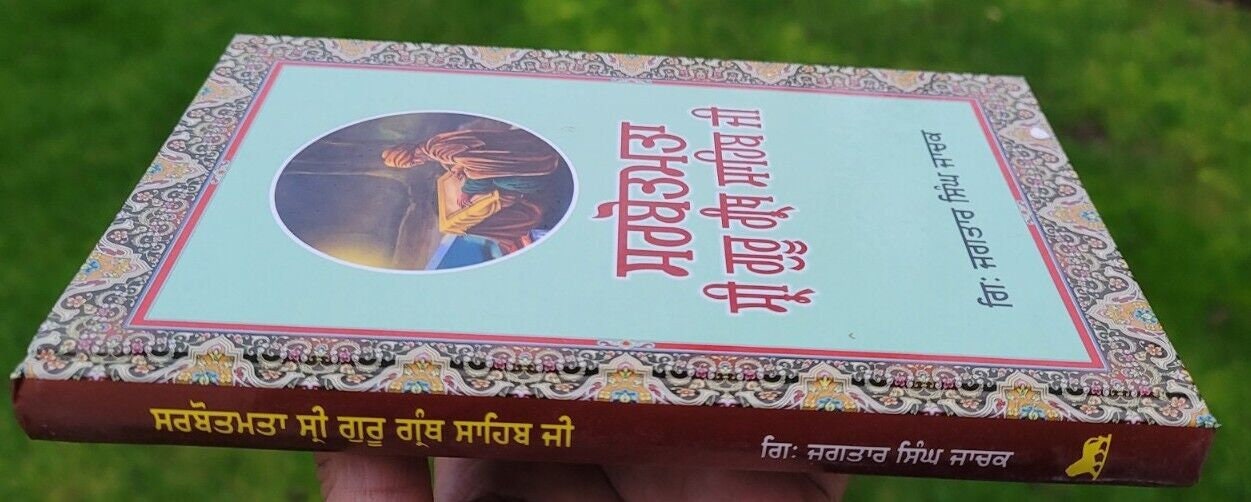 ਸਰਬੋਤਮਤਾ
ਸ੍ਰੀ ਗੁਰੂ ਗ੍ਰੰਥ ਸਾਹਿਬ ਜੀ
ਗਿ: ਜਗਤਾਰ ਸਿੰਘ ਜਾਚਕ
ਸਰਬੋਤਮਤਾ ਸ੍ਰੀ ਗੁਰੂ ਗ੍ਰੰਥ ਸਾਹਿਬ ਜੀ
ਗਿ: ਜਗਤਾਰ ਸਿੰਘ ਜਾਚਕ